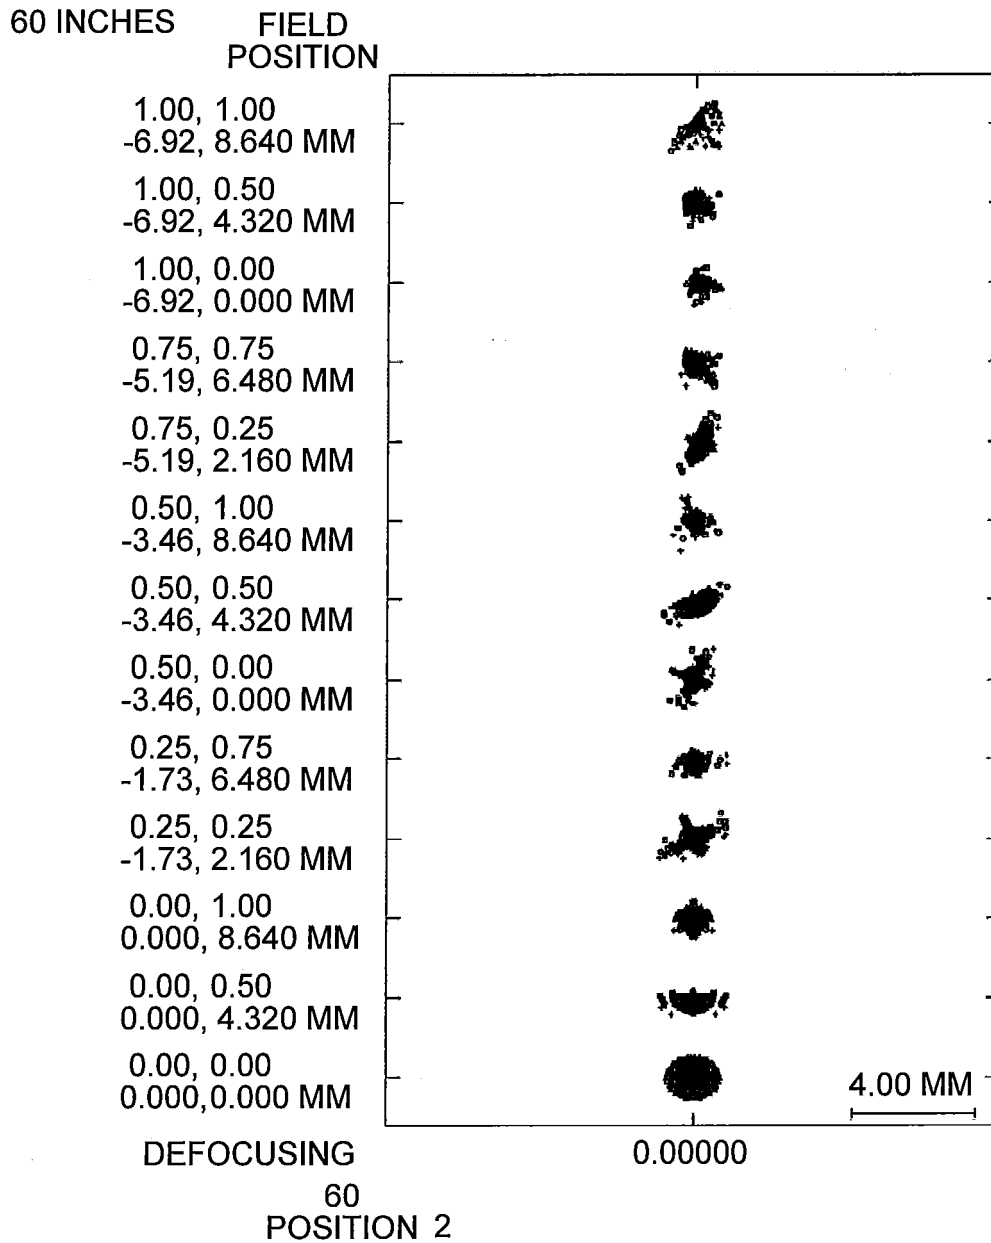 60 INCHES
FIELD
POSITION
1.00, 1.00
-6.92, 8.640 MM
1.00, 0.50
-6.92, 4.320 MM
1.00, 0.00
-6.92, 0.000 MM
0.75, 0.75
-5.19, 6.480 MM
0.75, 0.25
-5.19, 2.160 MM
0.50, 1.00
-3.46, 8.640 MM
0.50, 0.50
-3.46, 4.320 MM
0.50, 0.00
-3.46, 0.000 MM
0.25, 0.75
-1.73, 6.480 MM
0.25, 0.25
-1.73, 2.160 MM
0.00, 1.00
0.000, 8.640 MM
0.00, 0.50
0.000, 4.320 MM
0.00, 0.00
0.000,0.000 MM
4.00 MM
DEFOCUSING
0.00000
60
POSITION 2